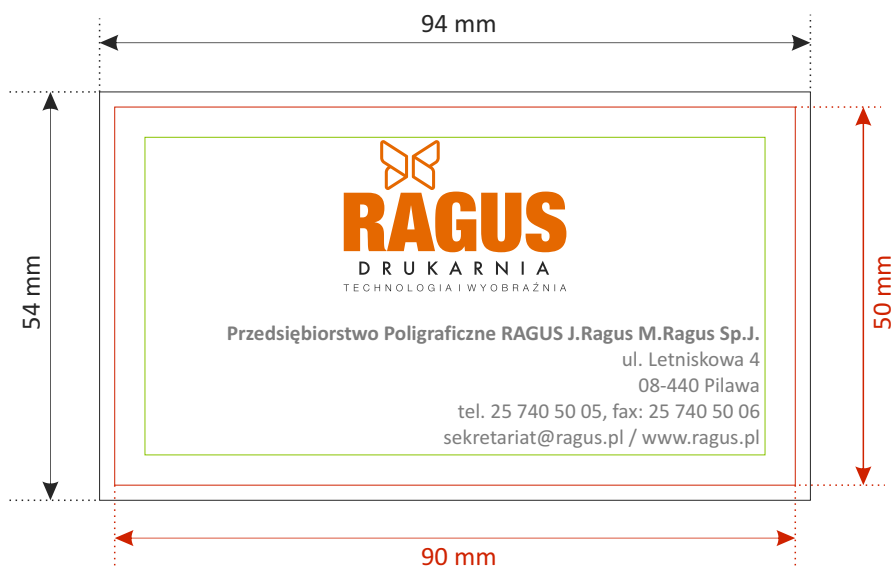 94 mm
54 mm
RAGUS
DRUKARNIA
TECHNOLOGIA I WYOBRAŹNIA
Przedsiębiorstwo Poligraficzne RAGUS J.Ragus M.Ragus Sp.J.
ul. Letniskowa 4
08-440 Pilawa
tel. 25 740 50 05, fax: 25 740 50 06
sekretariat@ragus.pl / www.ragus.pl
50 mm
90 mm